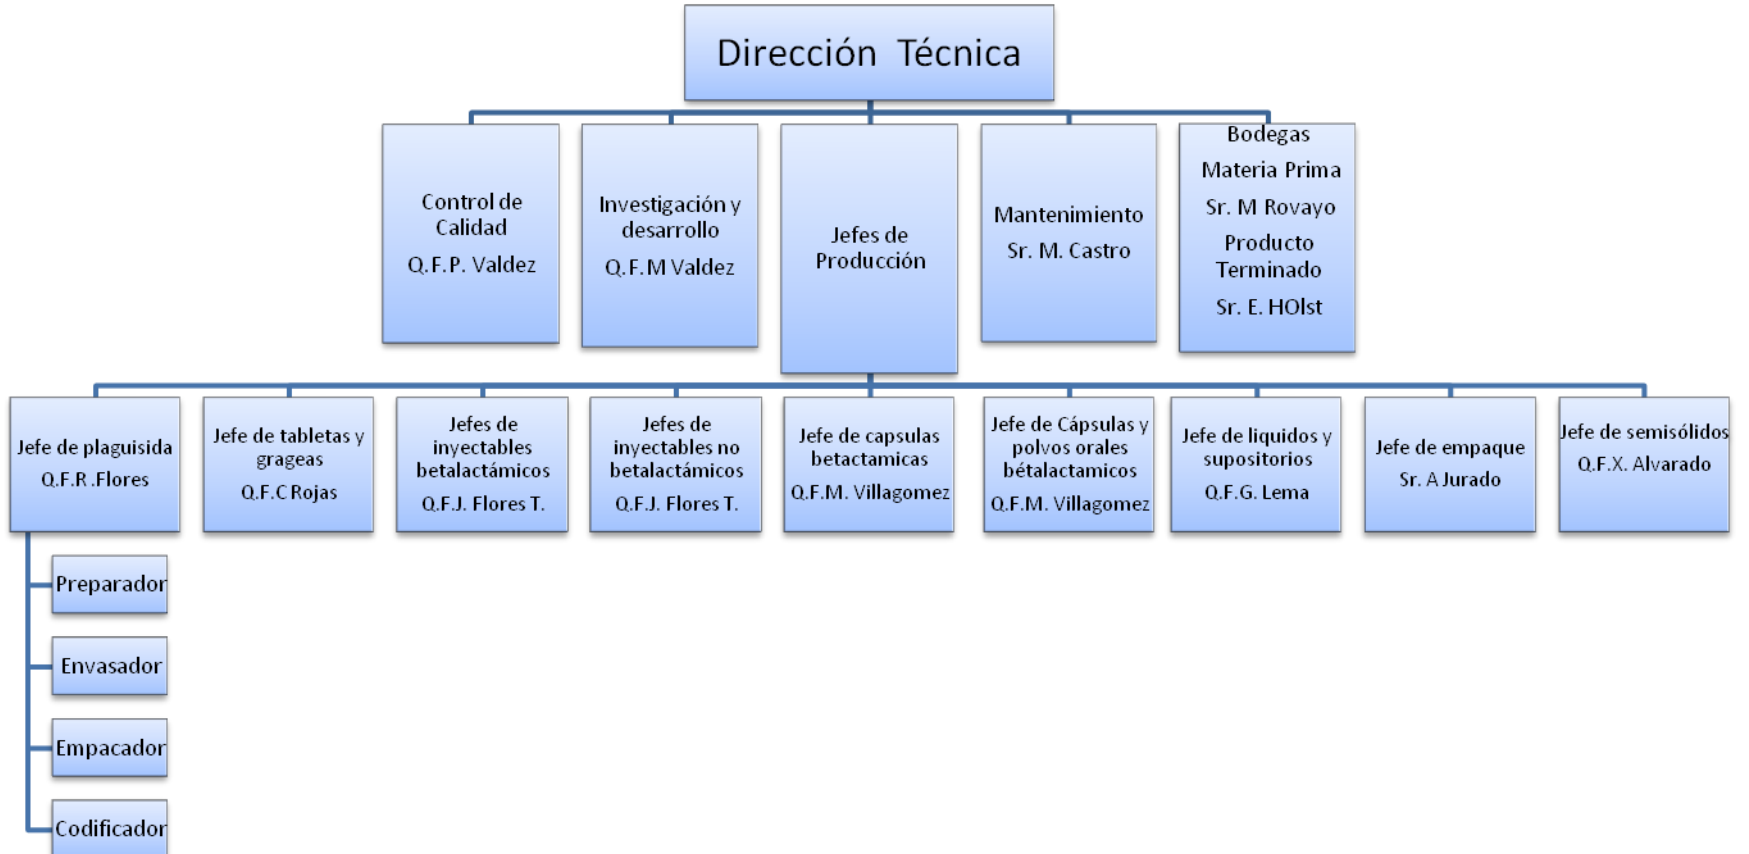 Dirección Técnica
Control de
Calidad
Q.F.P. Valdez
Investigación y
desarrollo
Q.F.M Valdez
Jefes de
Producción
Mantenimiento
Sr. M. Castro
Bodegas
Materia Prima
Sr. M Rovayo
Producto
Terminado
Sr. E. HOlst
Jefe de plaguisida
Q.F.R .Flores
Jefe de tabletas y
grageas
Q.F.C Rojas
Jefes de
inyectables
betalactámicos
Q.F.J. Flores T.
Jefes de
inyectables no
betalactámicos
Q.F.J. Flores T.
Jefe de capsulas
betactamicas
Q.F.M. Villagomez
Jefe de Cápsulas y
polvos orales
bétalactamicos
Q.F.M. Villagomez
Jefe de liquidos y
supositorios
Q.F.G. Lema
Jefe de empaque
Sr. A Jurado
Jefe de semisólidos
Q.F.X. Alvarado
Preparador
Envasador
Empacador
Codificador